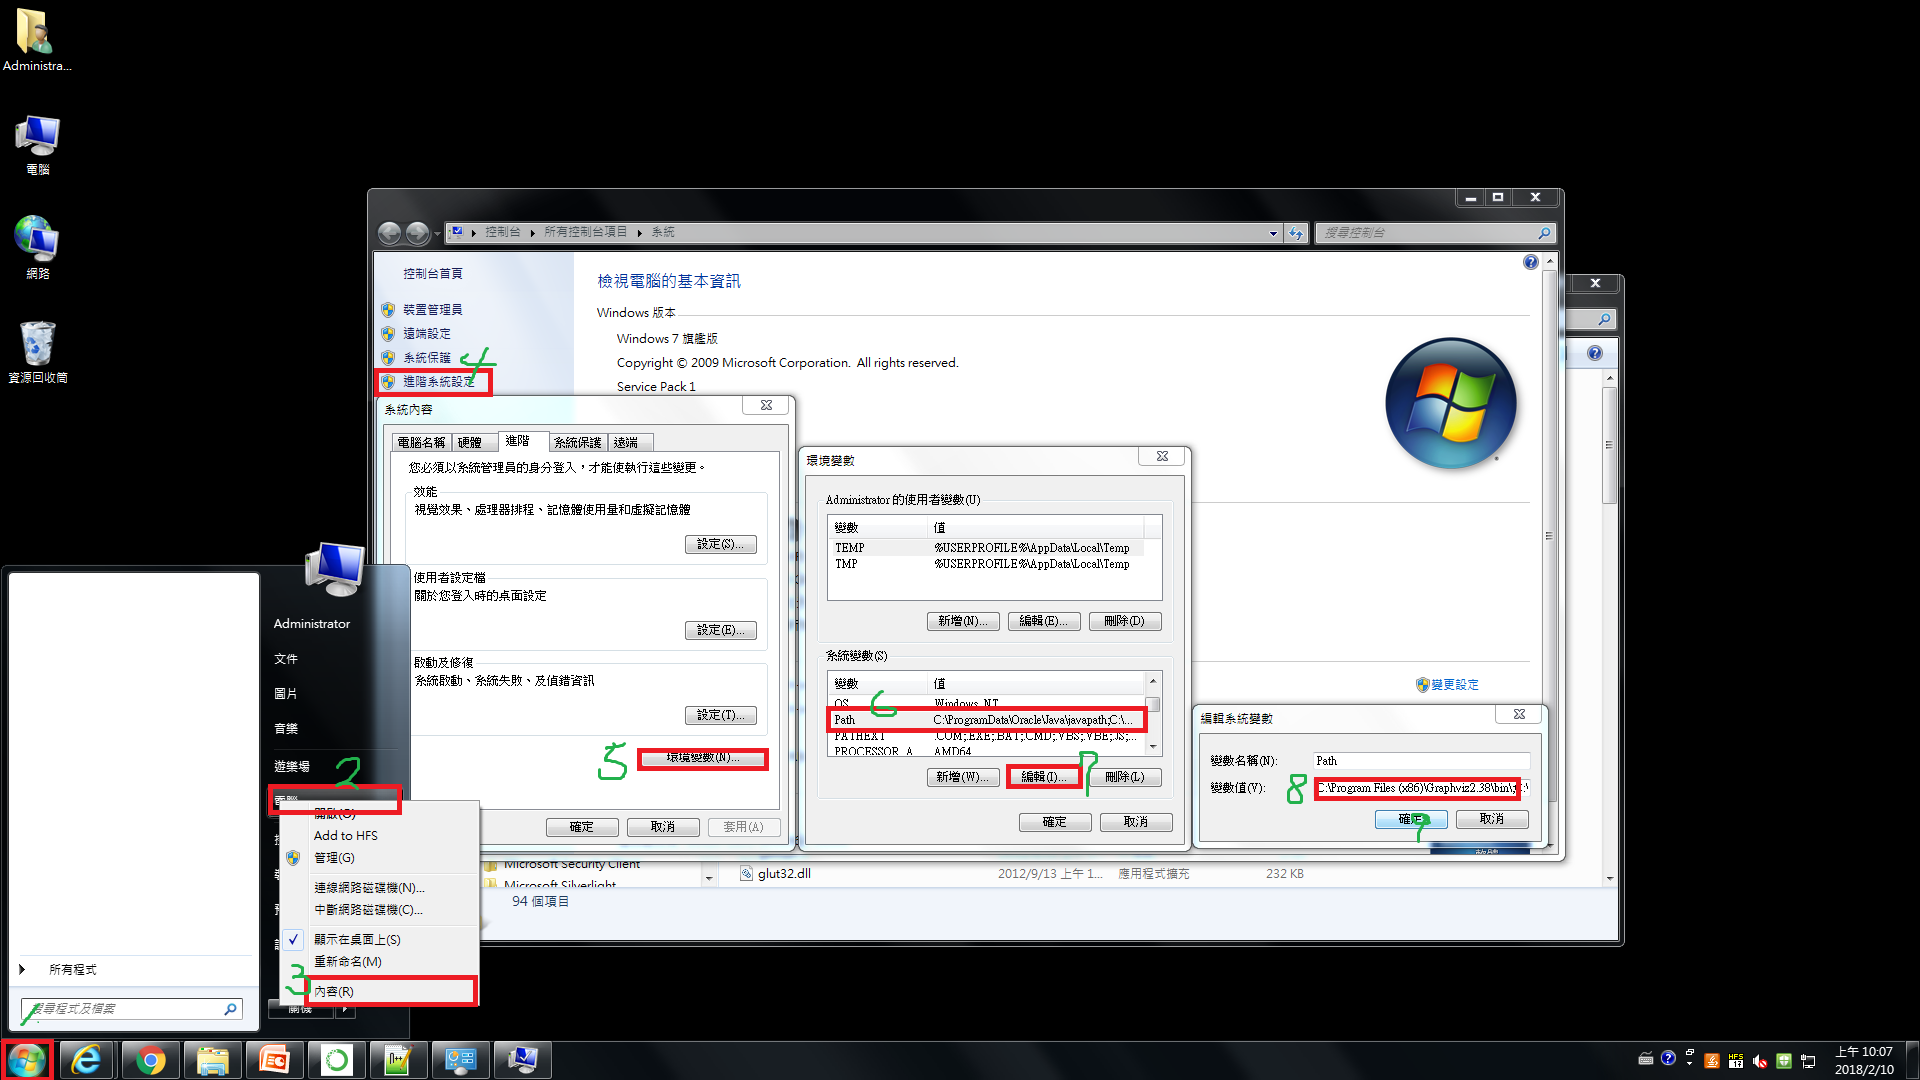 Administra...
電腦
網路
資源回收筒
控制台
所有控制台項目
系統
搜尋控制台
控制台首頁
裝置管理員
遠端設定
系統保護
進階系統設定
4
檢視電腦的基本資訊
Windows 版本
Windows 7 旗艦版
Copyright © 2009 Microsoft Corporation. All rights reserved.
Service Pack 1
變更設定
系統內容
電腦名稱 硬體 進階 系統保護 遠端
您必須以系統管理員的身分登入，才能使執行這些變更。
效能
視覺效果、處理器排程、記憶體使用量和虛擬記憶體
設定(S)...
使用者設定檔
關於您登入時的桌面設定
設定(E)...
啟動及修復
系統啟動、系統失敗、及偵錯資訊
設定(T)...
5
環境變數(N)...
確定 取消 套用(A)
環境變數
Administrator 的使用者變數(U)
變數 值
TEMP %USERPROFILE%\AppData\Local\Temp
TMP %USERPROFILE%\AppData\Local\Temp
新增(N)... 編輯(E)... 刪除(D)
系統變數(S)
變數 值
OS Windows_NT
6
Path C:\ProgramData\Oracle\Java\javapath;C:\...
PATHEXT .COM;.EXE;.BAT;.CMD;.VBS;.VBE;.JS;...
PROCESSOR_A AMD64
新增(W)... 編輯(I)... 刪除(L)
7
確定 取消
編輯系統變數
變數名稱(N): Path
變數值(V): C:\Program Files (x86)\Graphviz2.38\bin\;
8
確定 取消
9
Microsoft Security Client
Microsoft Silverlight
glut32.dll 2012/9/13 上午 1... 應用程式擴充 232 KB
94 個項目
Administrator
文件
圖片
音樂
遊樂場
2
電腦
開啟(O)
Add to HFS
管理(G)
連線網路磁碟機(N)...
中斷網路磁碟機(C)...
顯示在桌面上(S)
重新命名(M)
3
內容(R)
所有程式
搜尋程式及檔案
1
關機
HFS
上午 10:07
2018/2/10